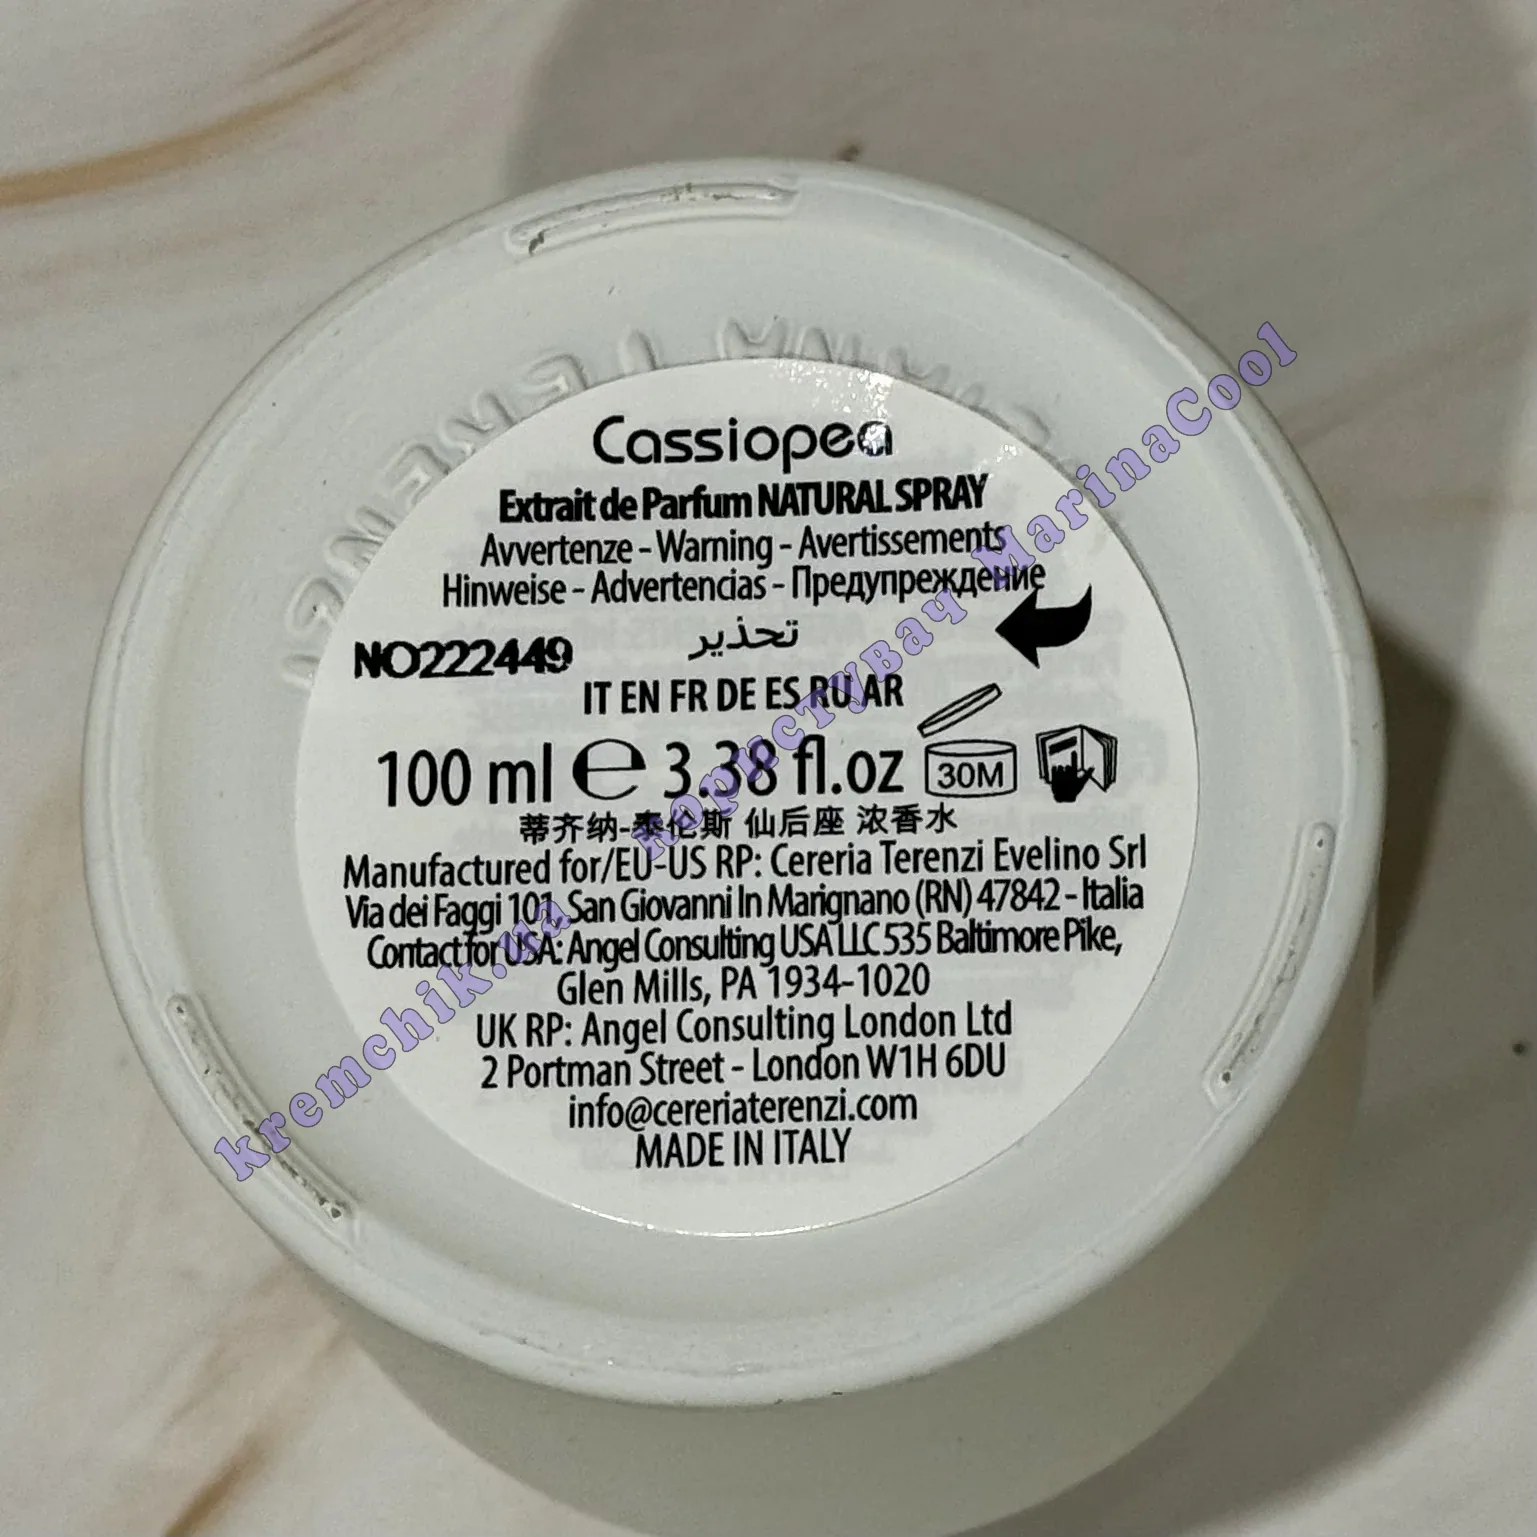 Cassiopea
Extrait de Parfum NATURAL SPRAY
Avvertenze - Warning - Avertissements
Hinweise - Advertencias - Предупреждение
تحذير
NO222449
IT EN FR DE ES RU AR
100 ml ℮ 3.38 fl.oz 30M
蒂齐纳-泰伦斯 仙后座 浓香水
Manufactured for/EU-US RP: Cereria Terenzi Evelino Srl
Via dei Faggi 101, San Giovanni In Marignano (RN) 47842 - Italia
Contact for USA: Angel Consulting USA LLC 535 Baltimore Pike,
Glen Mills, PA 1934-1020
UK RP: Angel Consulting London Ltd
2 Portman Street - London W1H 6DU
info@cereriaterenzi.com
MADE IN ITALY
kremchik.ua користувач MarinaCool